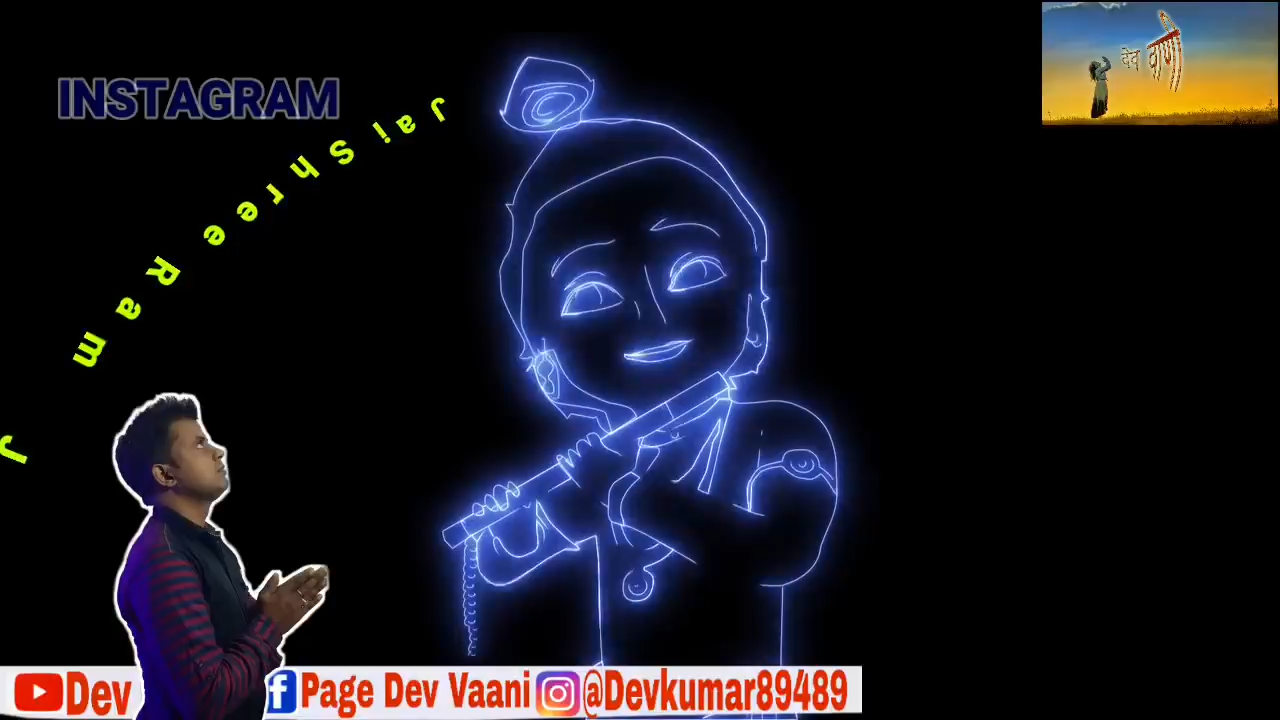 INSTAGRAM
Jai Shree Ram
J
देव वाणी
Dev
Page Dev Vaani
@Devkumar89489